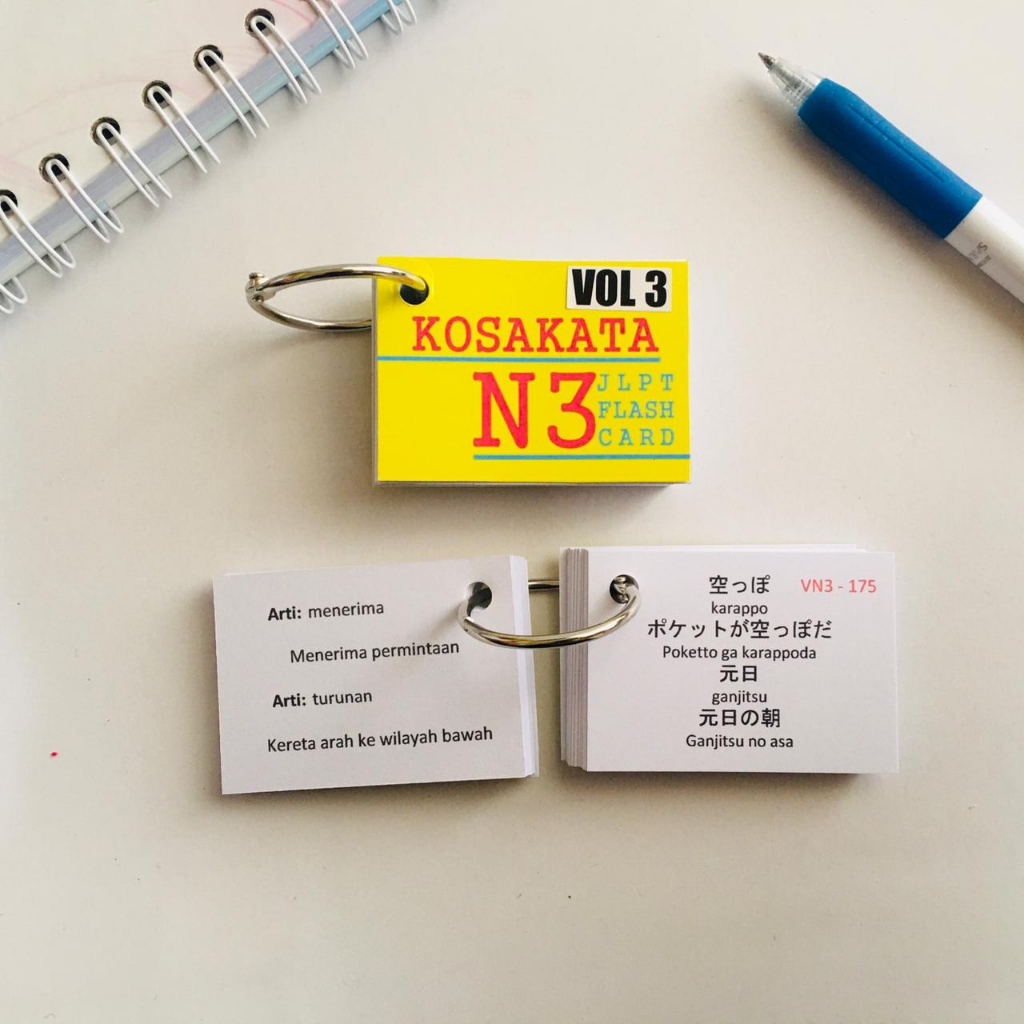 VOL 3
KOSAKATA
N3
JLPT
FLASH
CARD
Arti: menerima
Menerima permintaan
Arti: turunan
Kereta arah ke wilayah bawah
空っぽ VN3 - 175
karappo
ポケットが空っぽだ
Poketto ga karappoda
元日
ganjitsu
元日の朝
Ganjitsu no asa